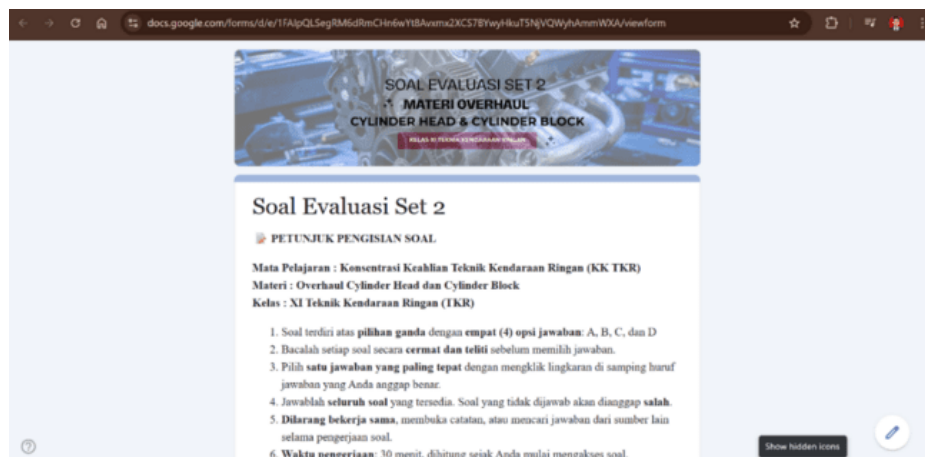 docs.google.com/forms/d/e/1FAIpQLSegRM6dRmCHn6wYt8Avxmx2XCS7BYwyHkuTSNjVQWyhAmmWXA/viewform
SOAL EVALUASI SET 2
MATERI OVERHAUL
CYLINDER HEAD & CYLINDER BLOCK
KELAS XI TEKNIK KENDARAAN RINGAN
Soal Evaluasi Set 2
PETUNJUK PENGISIAN SOAL
Mata Pelajaran : Konsentrasi Keahlian Teknik Kendaraan Ringan (KK TKR)
Materi : Overhaul Cylinder Head dan Cylinder Block
Kelas : XI Teknik Kendaraan Ringan (TKR)
1. Soal terdiri atas pilihan ganda dengan empat (4) opsi jawaban: A, B, C, dan D
2. Bacalah setiap soal secara cermat dan teliti sebelum memilih jawaban.
3. Pilih satu jawaban yang paling tepat dengan mengklik lingkaran di samping huruf
jawaban yang Anda anggap benar.
4. Jawablah seluruh soal yang tersedia. Soal yang tidak dijawab akan dianggap salah.
5. Dilarang bekerja sama, membuka catatan, atau mencari jawaban dari sumber lain
selama pengerjaan soal.
6. Waktu pengerjaan: 30 menit, dihitung sejak Anda mulai mengakses soal.
Show hidden icons